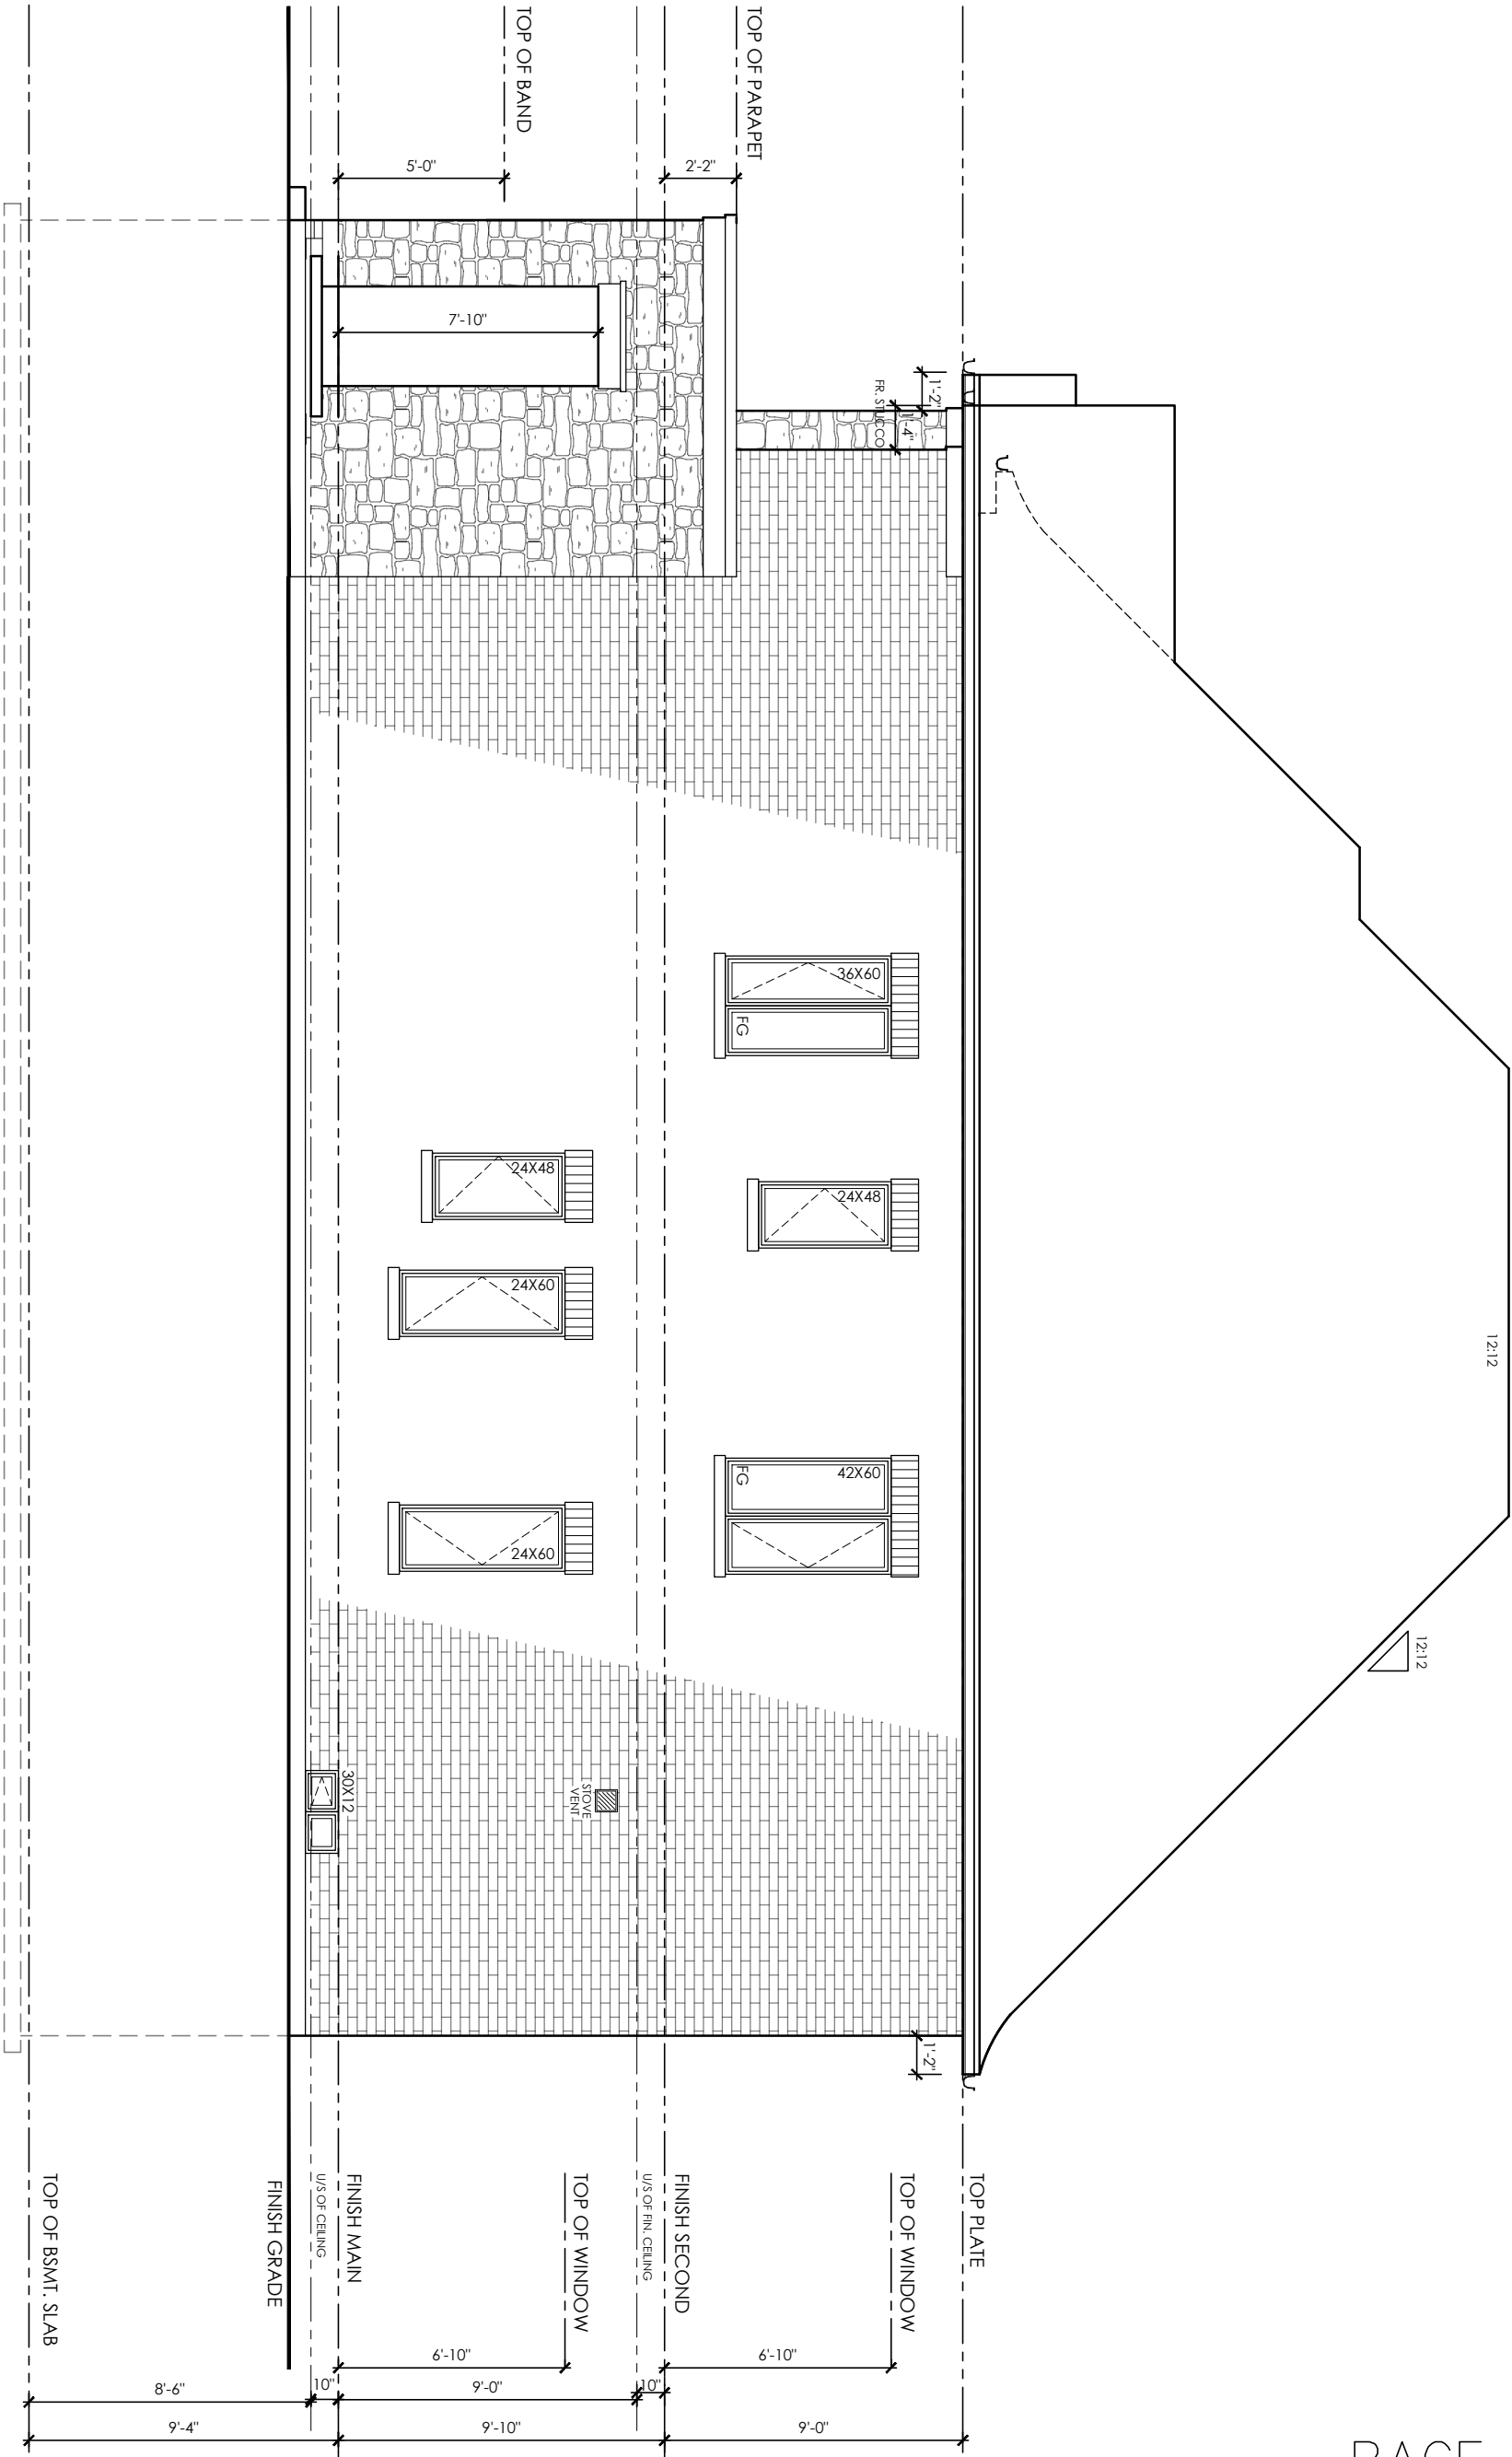 12:12
12:12
TOP OF PARAPET
TOP OF BAND
1'-2"
1'-4"
FR. STUCCO
2'-2"
5'-0"
7'-10"
36X60
FG
24X48
42X60
FG
24X48
24X60
24X60
STOVE
VENT
30X12
1'-2"
TOP PLATE
TOP OF WINDOW
FINISH SECOND
U/S OF FIN. CEILING
TOP OF WINDOW
FINISH MAIN
U/S OF CEILING
FINISH GRADE
TOP OF BSMT. SLAB
6'-10"
10"
6'-10"
9'-0"
10"
8'-6"
9'-0"
9'-10"
9'-4"